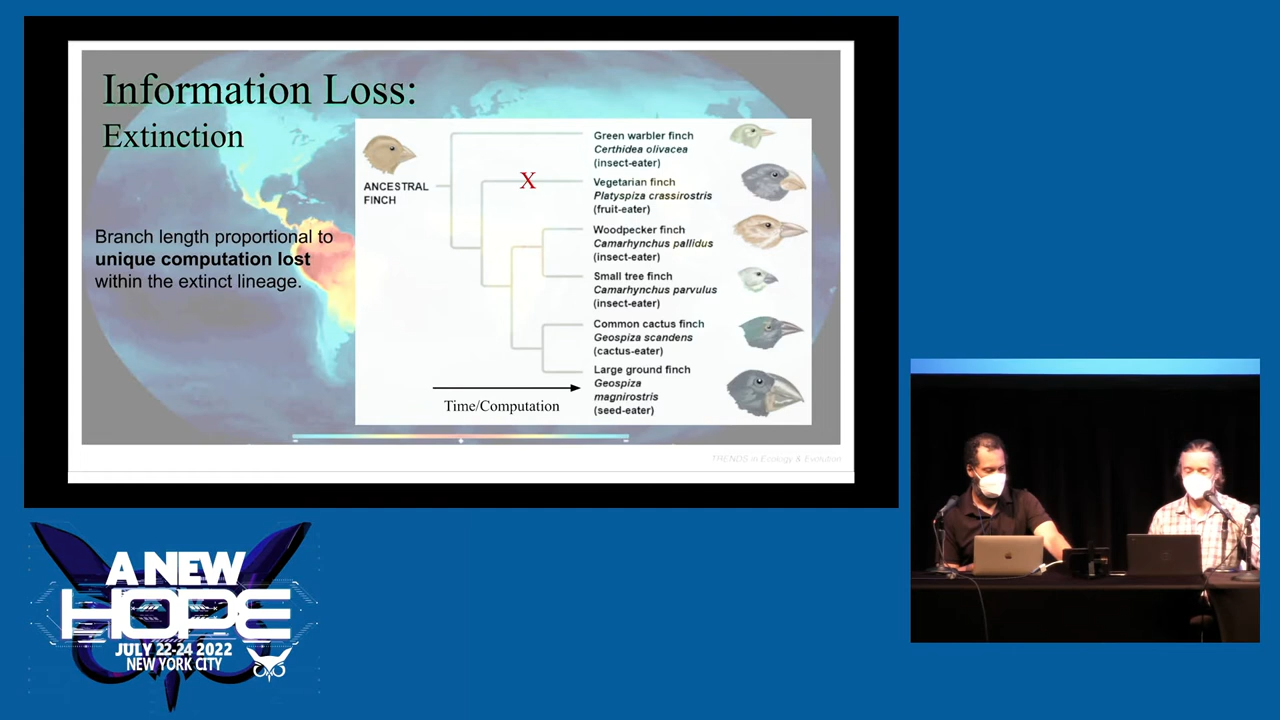 Information Loss:
Extinction
Branch length proportional to
unique computation lost
within the extinct lineage.
ANCESTRAL
FINCH
X
Green warbler finch
Certhidea olivacea
(insect-eater)
Vegetarian finch
Platyspiza crassirostris
(fruit-eater)
Woodpecker finch
Camarhynchus pallidus
(insect-eater)
Small tree finch
Camarhynchus parvulus
(insect-eater)
Common cactus finch
Geospiza scandens
(cactus-eater)
Large ground finch
Geospiza
magnirostris
(seed-eater)
Time/Computation
TRENDS in Ecology & Evolution
A NEW
HOPE
JULY 22-24 2022
NEW YORK CITY